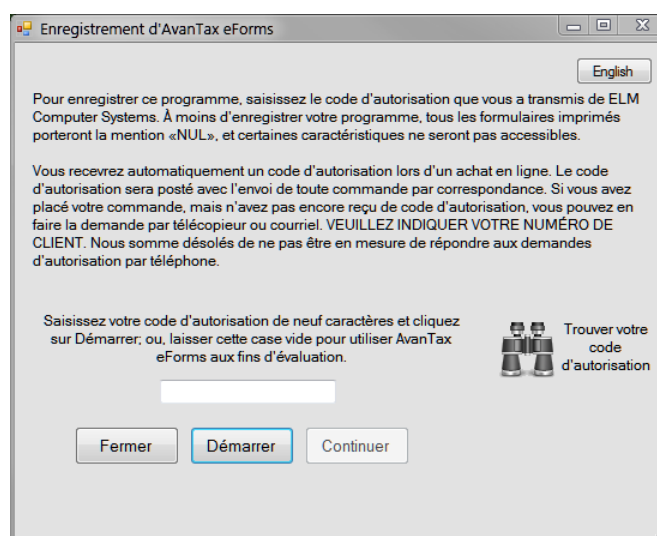 Enregistrement d'AvanTax eForms
English
Pour enregistrer ce programme, saisissez le code d'autorisation que vous a transmis de ELM
Computer Systems. À moins d'enregistrer votre programme, tous les formulaires imprimés
porteront la mention «NUL», et certaines caractéristiques ne seront pas accessibles.
Vous recevrez automatiquement un code d'autorisation lors d'un achat en ligne. Le code
d'autorisation sera posté avec l'envoi de toute commande par correspondance. Si vous avez
placé votre commande, mais n'avez pas encore reçu de code d'autorisation, vous pouvez en
faire la demande par télécopieur ou courriel. VEUILLEZ INDIQUER VOTRE NUMÉRO DE
CLIENT. Nous somme désolés de ne pas être en mesure de répondre aux demandes
d'autorisation par téléphone.
Saisissez votre code d'autorisation de neuf caractères et cliquez
sur Démarrer; ou, laisser cette case vide pour utiliser AvanTax
eForms aux fins d'évaluation.
Trouver votre
code
d'autorisation
Fermer
Démarrer
Continuer